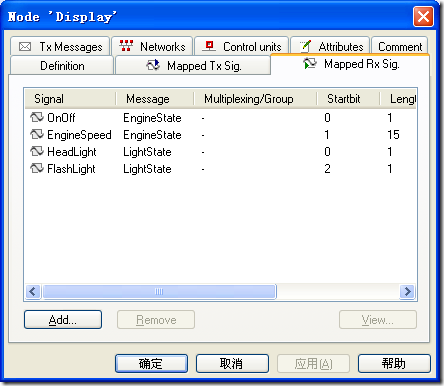 Node 'Display'
Tx Messages Networks Control units Attributes Comment
Definition Mapped Tx Sig. Mapped Rx Sig.
Signal Message Multiplexing/Group Startbit Lengt
OnOff EngineState - 0 1
EngineSpeed EngineState - 1 15
HeadLight LightState - 0 1
FlashLight LightState - 2 1
Add... Remove View...
确定 取消 应用(A) 帮助